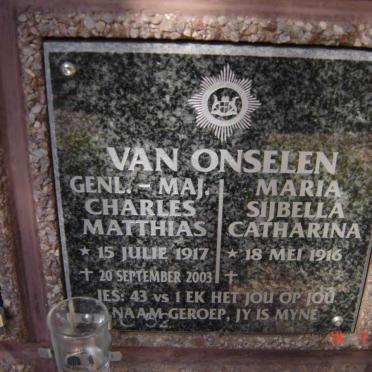 VAN ONSELEN
GENL. – MAJ.
CHARLES
MATTHIAS
★ 15 JULIE 1917
✝ 20 SEPTEMBER 2003
MARIA
SIJBELLA
CATHARINA
★ 18 MEI 1916
✝
JES: 43 vs 1 EK HET JOU OP JOU
NAAM GEROEP, JY IS MYNE